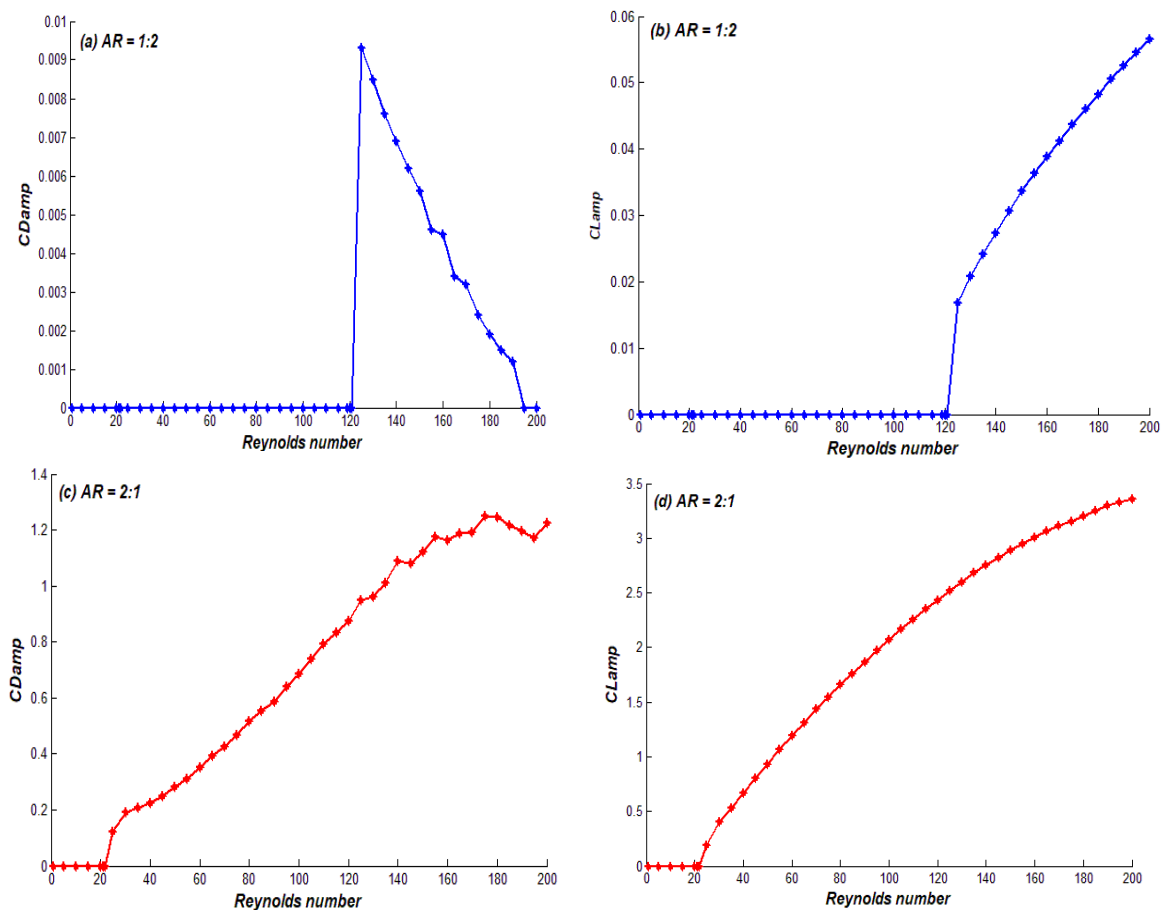 (a) AR = 1:2
CDamp
0.01
0.009
0.008
0.007
0.006
0.005
0.004
0.003
0.002
0.001
0
0 20 40 60 80 100 120 140 160 180 200
Reynolds number
(b) AR = 1:2
CLamp
0.06
0.05
0.04
0.03
0.02
0.01
0
0 20 40 60 80 100 120 140 160 180 200
Reynolds number
(c) AR = 2:1
CDamp
1.4
1.2
1
0.8
0.6
0.4
0.2
0
0 20 40 60 80 100 120 140 160 180 200
Reynolds number
(d) AR = 2:1
CLamp
3.5
3
2.5
2
1.5
1
0.5
0
0 20 40 60 80 100 120 140 160 180 200
Reynolds number